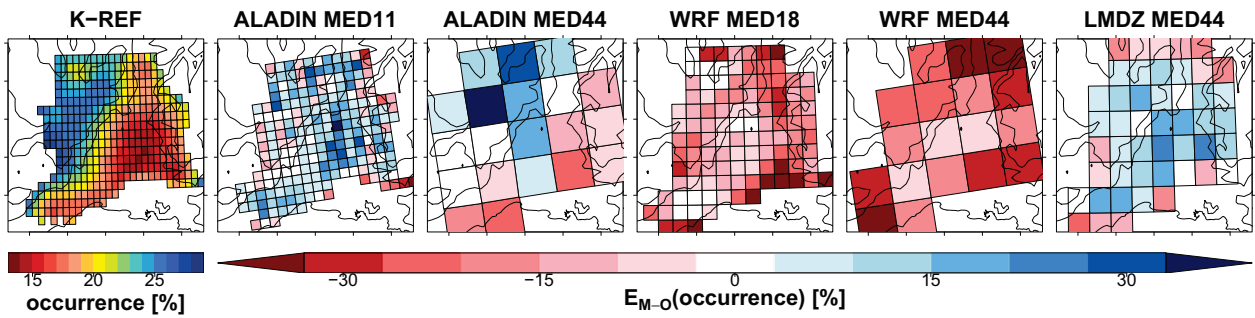 K−REF ALADIN MED11 ALADIN MED44 WRF MED18 WRF MED44 LMDZ MED44
15 20 25 −30 −15 0 15 30
occurrence [%] E_M−O(occurrence) [%]